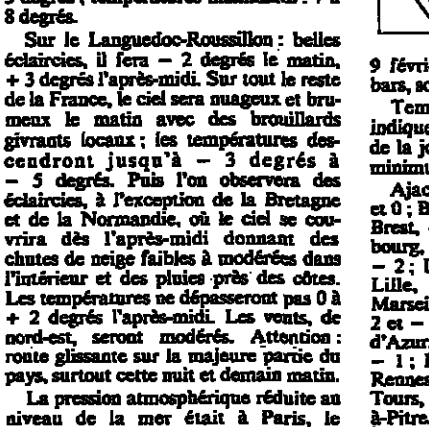 8 degrés.
Sur le Languedoc-Roussillon : belles
éclaircies, il fera − 2 degrés le matin,
+ 3 degrés l'après-midi. Sur tout le reste
de la France, le ciel sera nuageux et bru-
meux le matin avec des brouillards
givrants locaux ; les températures des-
cendront jusqu'à − 3 degrés à
− 5 degrés. Puis l'on observera des
éclaircies, à l'exception de la Bretagne
et de la Normandie, où le ciel se cou-
vrira dès l'après-midi donnant des
chutes de neige faibles à modérées dans
l'intérieur et des pluies près des côtes.
Les températures ne dépasseront pas 0 à
+ 2 degrés l'après-midi. Les vents, de
nord-est, seront modérés. Attention :
route glissante sur la majeure partie du
pays, surtout cette nuit et demain matin.
La pression atmosphérique réduite au
niveau de la mer était à Paris, le
9 févri
bars, so
Tem
indique
de la jo
minimu
Ajac
et 0 ; B
Brest,
bourg,
− 2 ; 
Lille,
Marsei
2 et −
d'Azur
− 1 ; 
Rennes
Tours,
à-Pitre